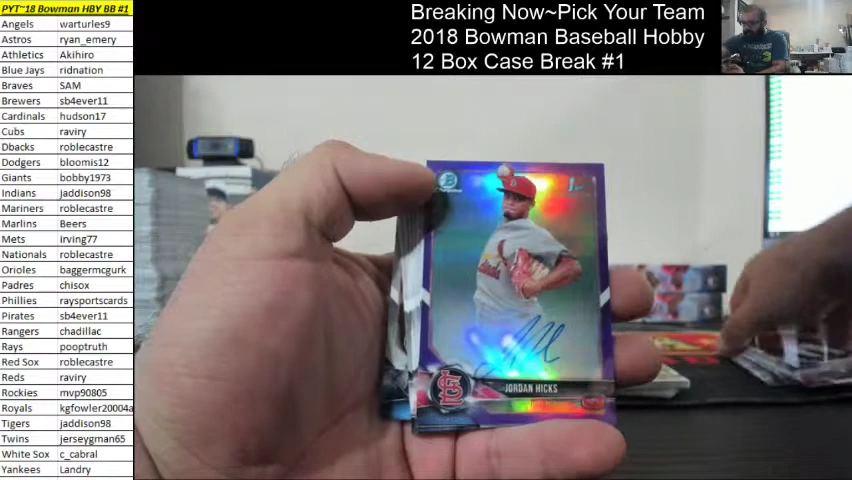 PYT~18 Bowman HBY BB #1
Angels warturles9
Astros ryan_emery
Athletics Akihiro
Blue Jays ridnation
Braves SAM
Brewers sb4ever11
Cardinals hudson17
Cubs raviry
Dbacks roblecastre
Dodgers bloomis12
Giants bobby1973
Indians jaddison98
Mariners roblecastre
Marlins Beers
Mets irving77
Nationals roblecastre
Orioles baggermcgurk
Padres chisox
Phillies raysportscards
Pirates sb4ever11
Rangers chadillac
Rays pooptruth
Red Sox roblecastre
Reds raviry
Rockies mvp90805
Royals kgfowler20004a
Tigers jaddison98
Twins jerseygman65
White Sox c_cabral
Yankees Landry
Breaking Now~Pick Your Team
2018 Bowman Baseball Hobby
12 Box Case Break #1
1st
Cardinals
JORDAN HICKS